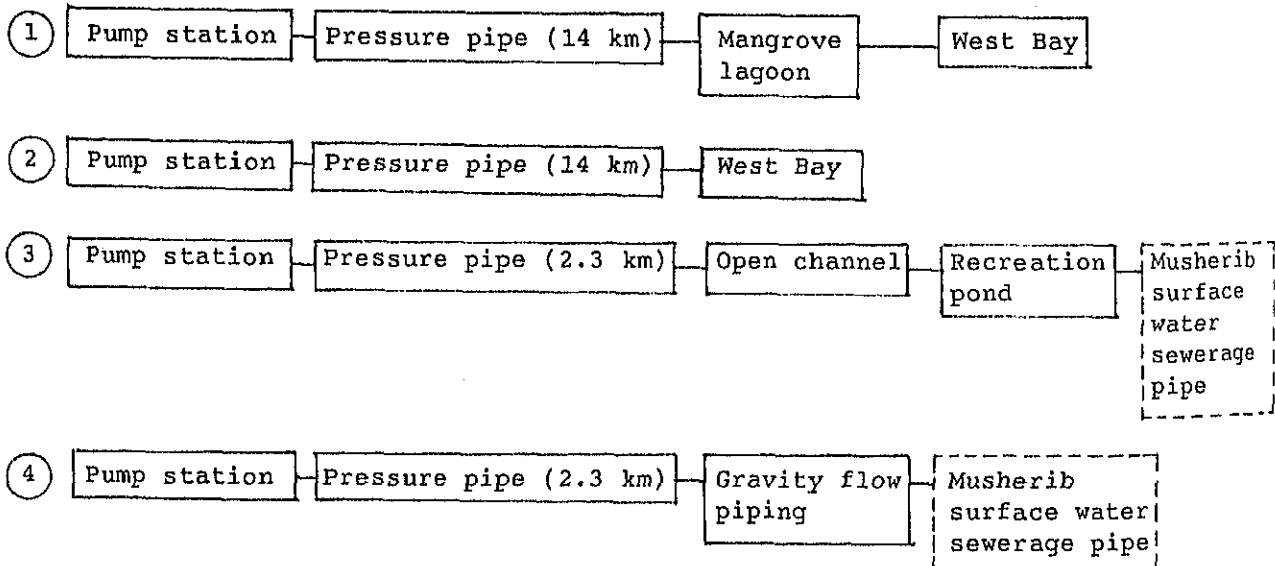 1 Pump station Pressure pipe (14 km) Mangrove lagoon West Bay
2 Pump station Pressure pipe (14 km) West Bay
3 Pump station Pressure pipe (2.3 km) Open channel Recreation pond Musherib surface water sewerage pipe
4 Pump station Pressure pipe (2.3 km) Gravity flow piping Musherib surface water sewerage pipe